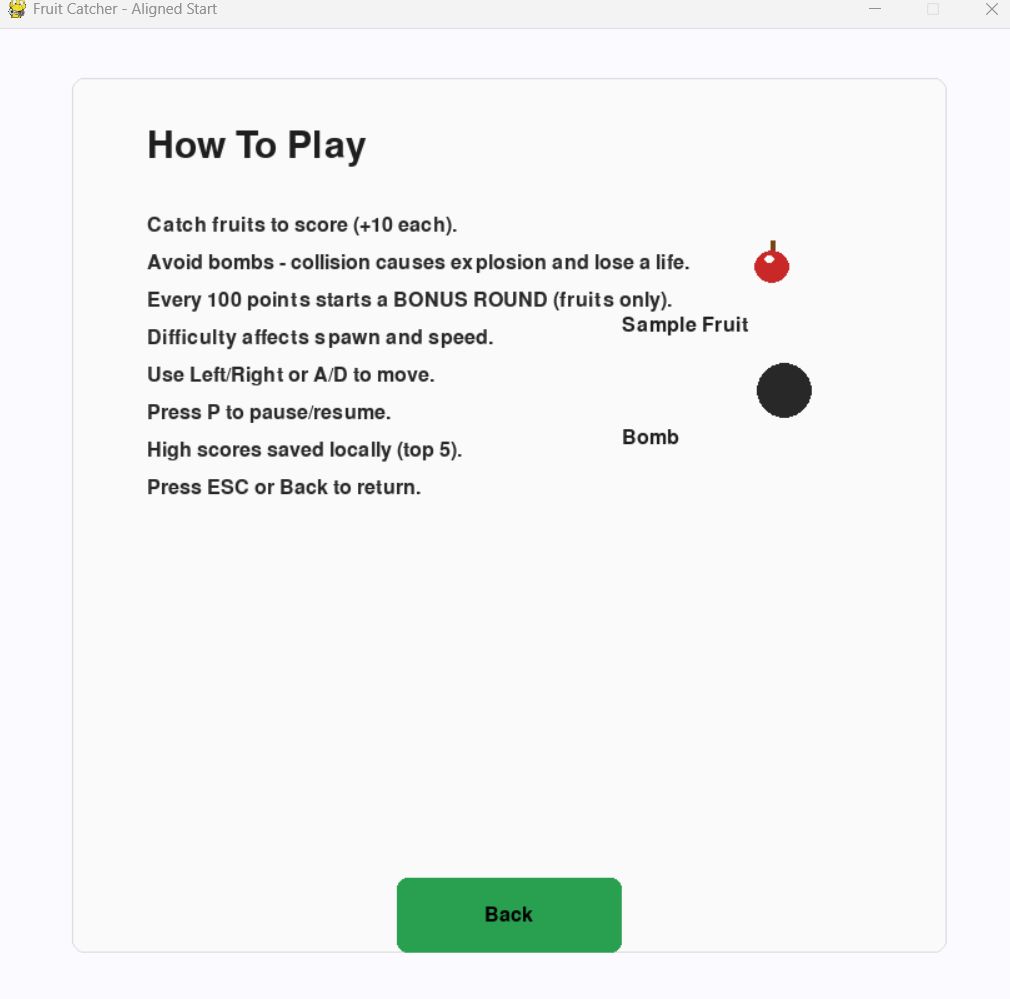 Fruit Catcher - Aligned Start
How To Play
Catch fruits to score (+10 each).
Avoid bombs - collision causes explosion and lose a life.
Every 100 points starts a BONUS ROUND (fruits only).
Sample Fruit
Difficulty affects spawn and speed.
Use Left/Right or A/D to move.
Press P to pause/resume.
Bomb
High scores saved locally (top 5).
Press ESC or Back to return.
Back